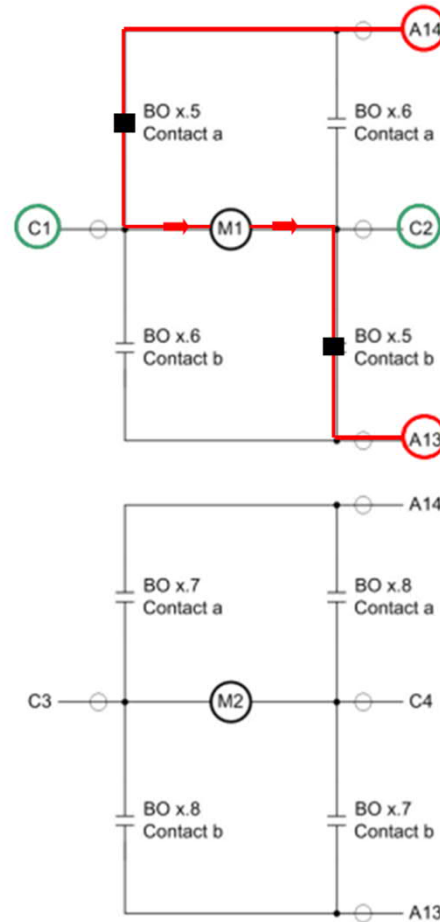 A14
BO x.5
Contact a
BO x.6
Contact a
C1
M1
C2
BO x.6
Contact b
BO x.5
Contact b
A13
A14
BO x.7
Contact a
BO x.8
Contact a
C3
M2
C4
BO x.8
Contact b
BO x.7
Contact b
A13